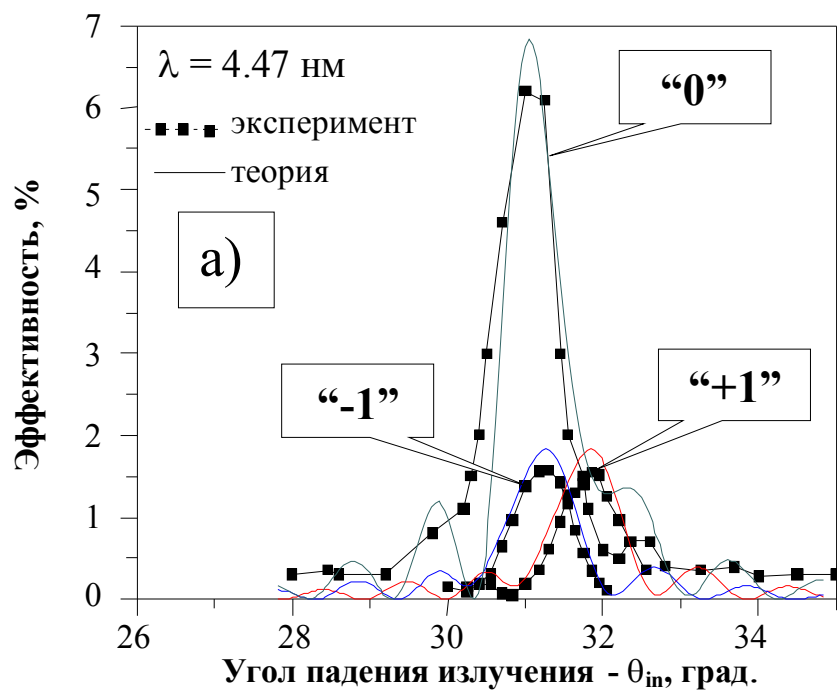 7
λ = 4.47 нм
“0”
6
эксперимент
теория
5
а)
4
Эффективность, %
3
“-1”
“+1”
2
1
0
26
28
30
32
34
Угол падения излучения - θin, град.